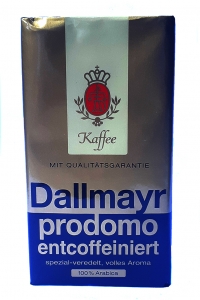 Kaffee
MIT QUALITÄTSGARANTIE
Dallmayr
prodomo
entcoffeiniert
spezial-veredelt, volles Aroma
100% Arabica